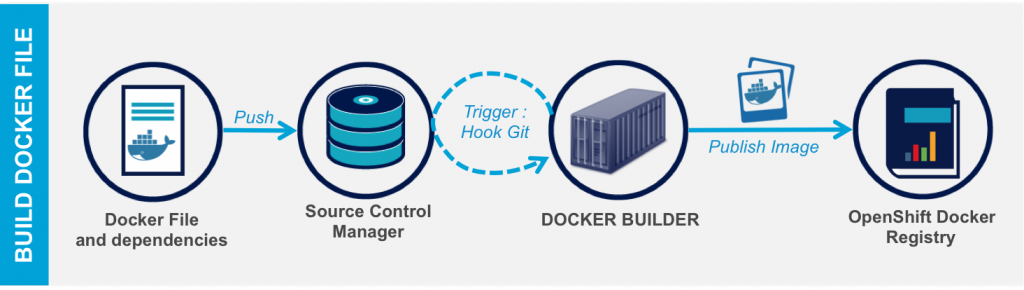 BUILD DOCKER FILE
Push
Trigger :
Hook Git
Publish Image
Docker File
and dependencies
Source Control
Manager
DOCKER BUILDER
OpenShift Docker
Registry